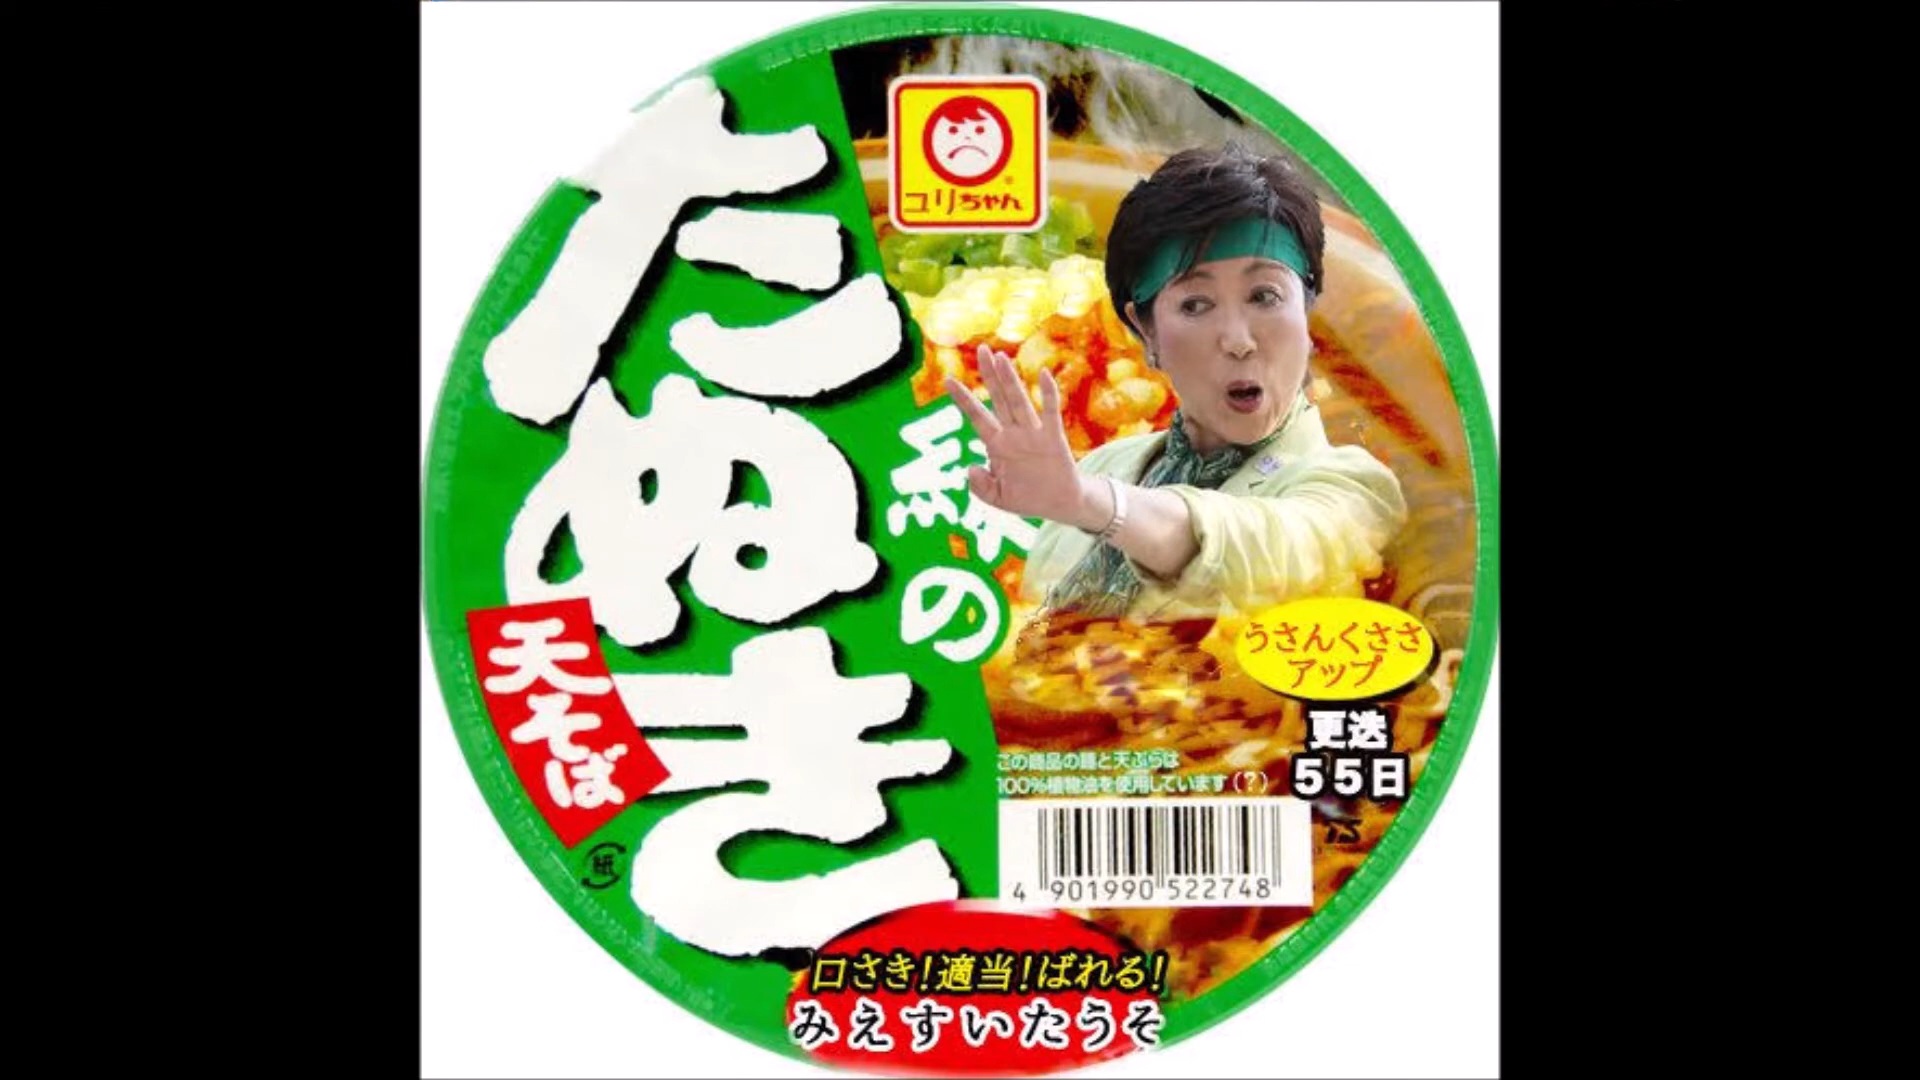 ユリちゃん
緑の
たぬき
天そば
うさんくささ
アップ
更迭
55日
この商品の麺と天ぷらは
100%植物油を使用しています(?)
紙
4 901990 522748
口さき!適当!ばれる!
みえすいたうそ